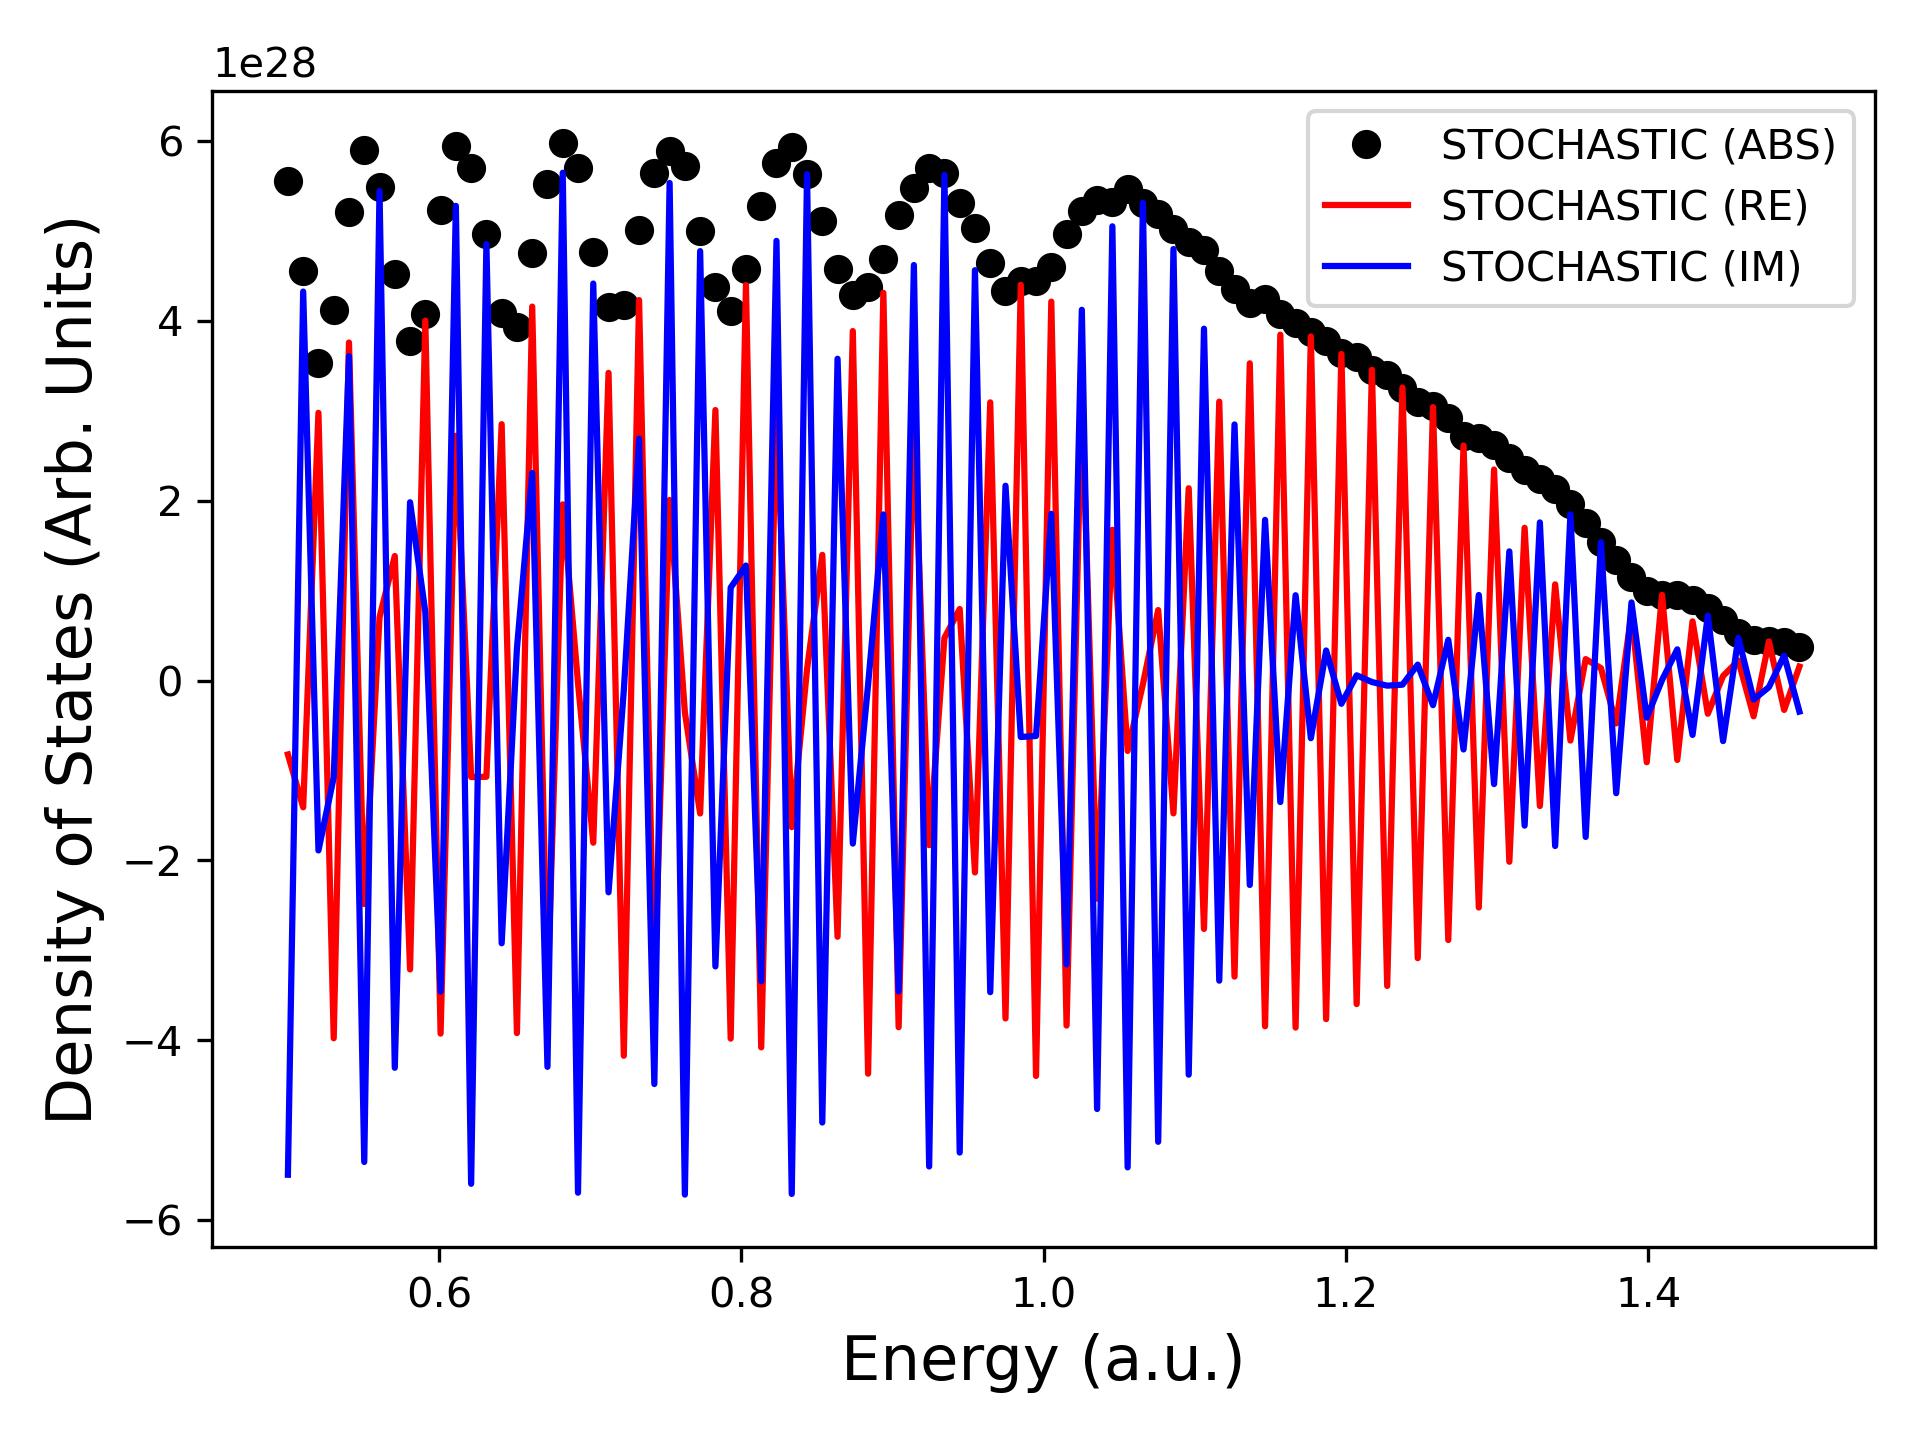 1e28
6
4
2
0
−2
−4
−6
Density of States (Arb. Units)
STOCHASTIC (ABS)
STOCHASTIC (RE)
STOCHASTIC (IM)
0.6 0.8 1.0 1.2 1.4
Energy (a.u.)